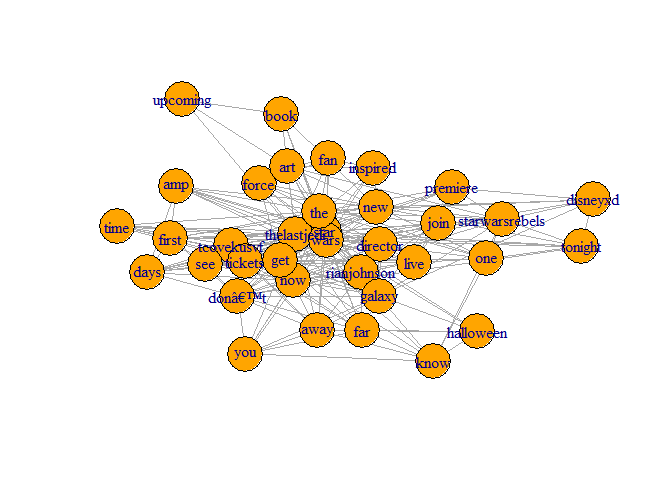 upcoming
book
art
fan
inspired
force
amp
premiere
disneyxd
the
new
time
first
join
starwarsrebels
thelastjedi
star
wars
tcovekusvf
director
tonight
see
tickets
get
live
one
days
now
rianjohnson
donâ€™t
galaxy
away
far
halloween
you
know